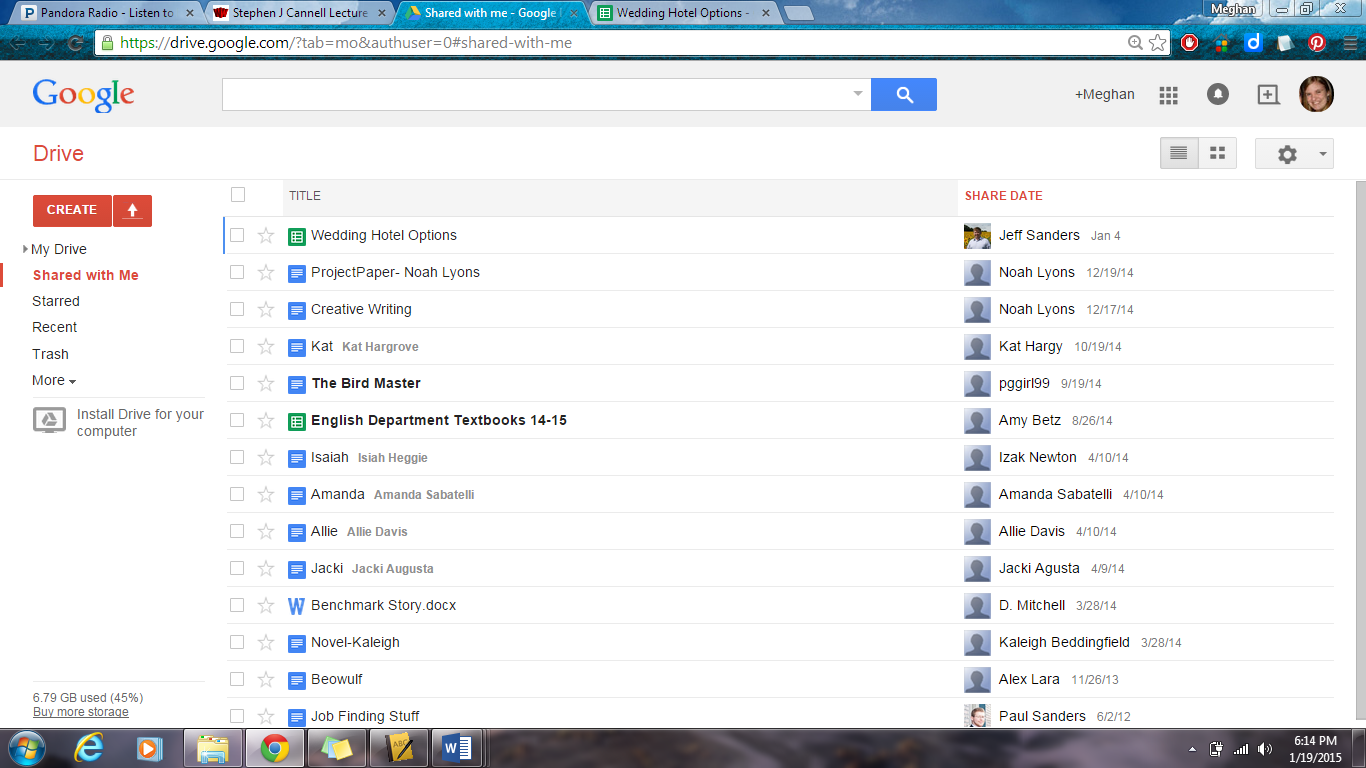 Pandora Radio - Listen to
Stephen J Cannell Lecture
Shared with me - Google
Wedding Hotel Options -
Meghan
https://drive.google.com/?tab=mo&authuser=0#shared-with-me
Google
+Meghan
Drive
CREATE
TITLE
SHARE DATE
My Drive
Shared with Me
Starred
Recent
Trash
More
Install Drive for your
computer
Wedding Hotel Options Jeff Sanders Jan 4
ProjectPaper- Noah Lyons Noah Lyons 12/19/14
Creative Writing Noah Lyons 12/17/14
Kat Kat Hargrove Kat Hargy 10/19/14
The Bird Master pggirl99 9/19/14
English Department Textbooks 14-15 Amy Betz 8/26/14
Isaiah Isiah Heggie Izak Newton 4/10/14
Amanda Amanda Sabatelli Amanda Sabatelli 4/10/14
Allie Allie Davis Allie Davis 4/10/14
Jacki Jacki Augusta Jacki Agusta 4/9/14
Benchmark Story.docx D. Mitchell 3/28/14
Novel-Kaleigh Kaleigh Beddingfield 3/28/14
Beowulf Alex Lara 11/26/13
Job Finding Stuff Paul Sanders 6/2/12
6.79 GB used (45%)
Buy more storage
6:14 PM
1/19/2015